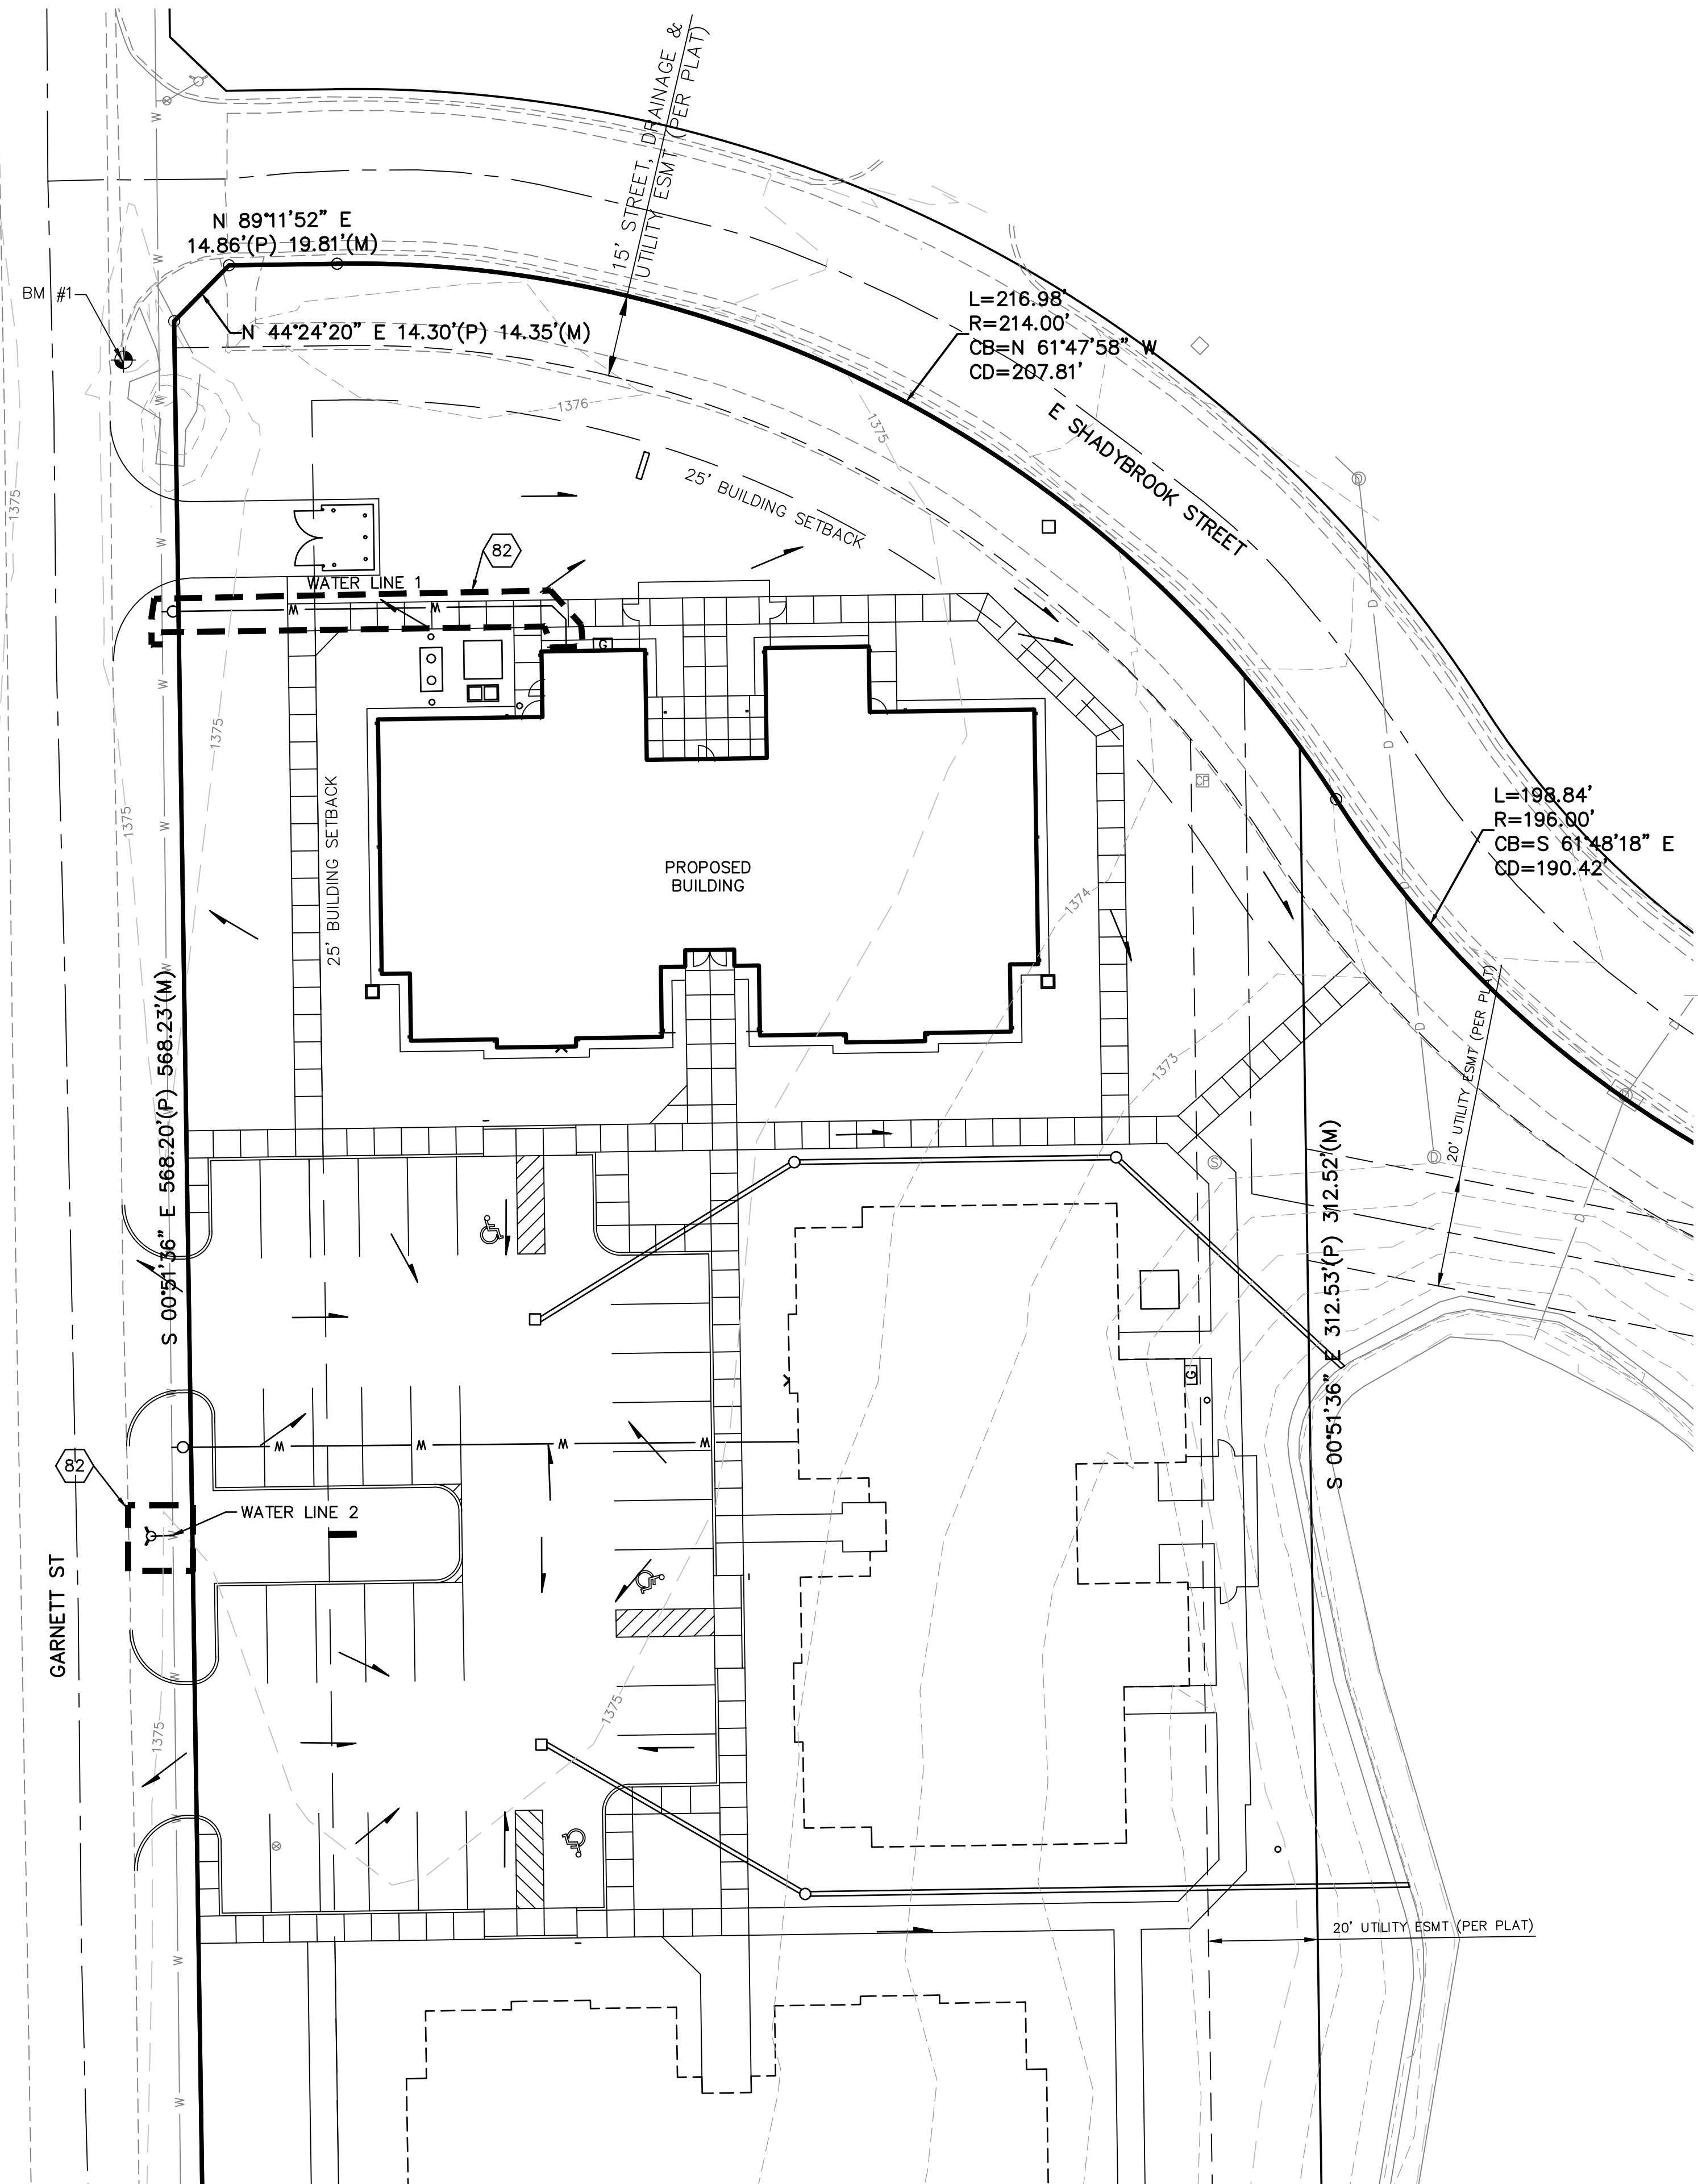 15' STREET, DRAINAGE &
UTILITY ESMT (PER PLAT)
N 89°11'52" E
14.86'(P) 19.81'(M)
BM #1
N 44°24'20" E 14.30'(P) 14.35'(M)
L=216.98'
R=214.00'
CB=N 61°47'58" W
CD=207.81'
1376
1375
E SHADYBROOK STREET
25' BUILDING SETBACK
1375
82
WATER LINE 1
W
W
G
1375
1375
25' BUILDING SETBACK
CP
L=198.84'
R=196.00'
CB=S 61°48'18" E
CD=190.42'
PROPOSED
BUILDING
1374
1373
S 00°51'36" E 568.20'(P) 568.23'(M)
20' UTILITY ESMT (PER PLAT)
S 00°51'36" E 312.53'(P) 312.52'(M)
S
D
G
W
W
W
W
82
WATER LINE 2
GARNETT ST
1375
1375
20' UTILITY ESMT (PER PLAT)
W
W
W
W
W
W
W
W
W
D
D
D
D
D
D
D